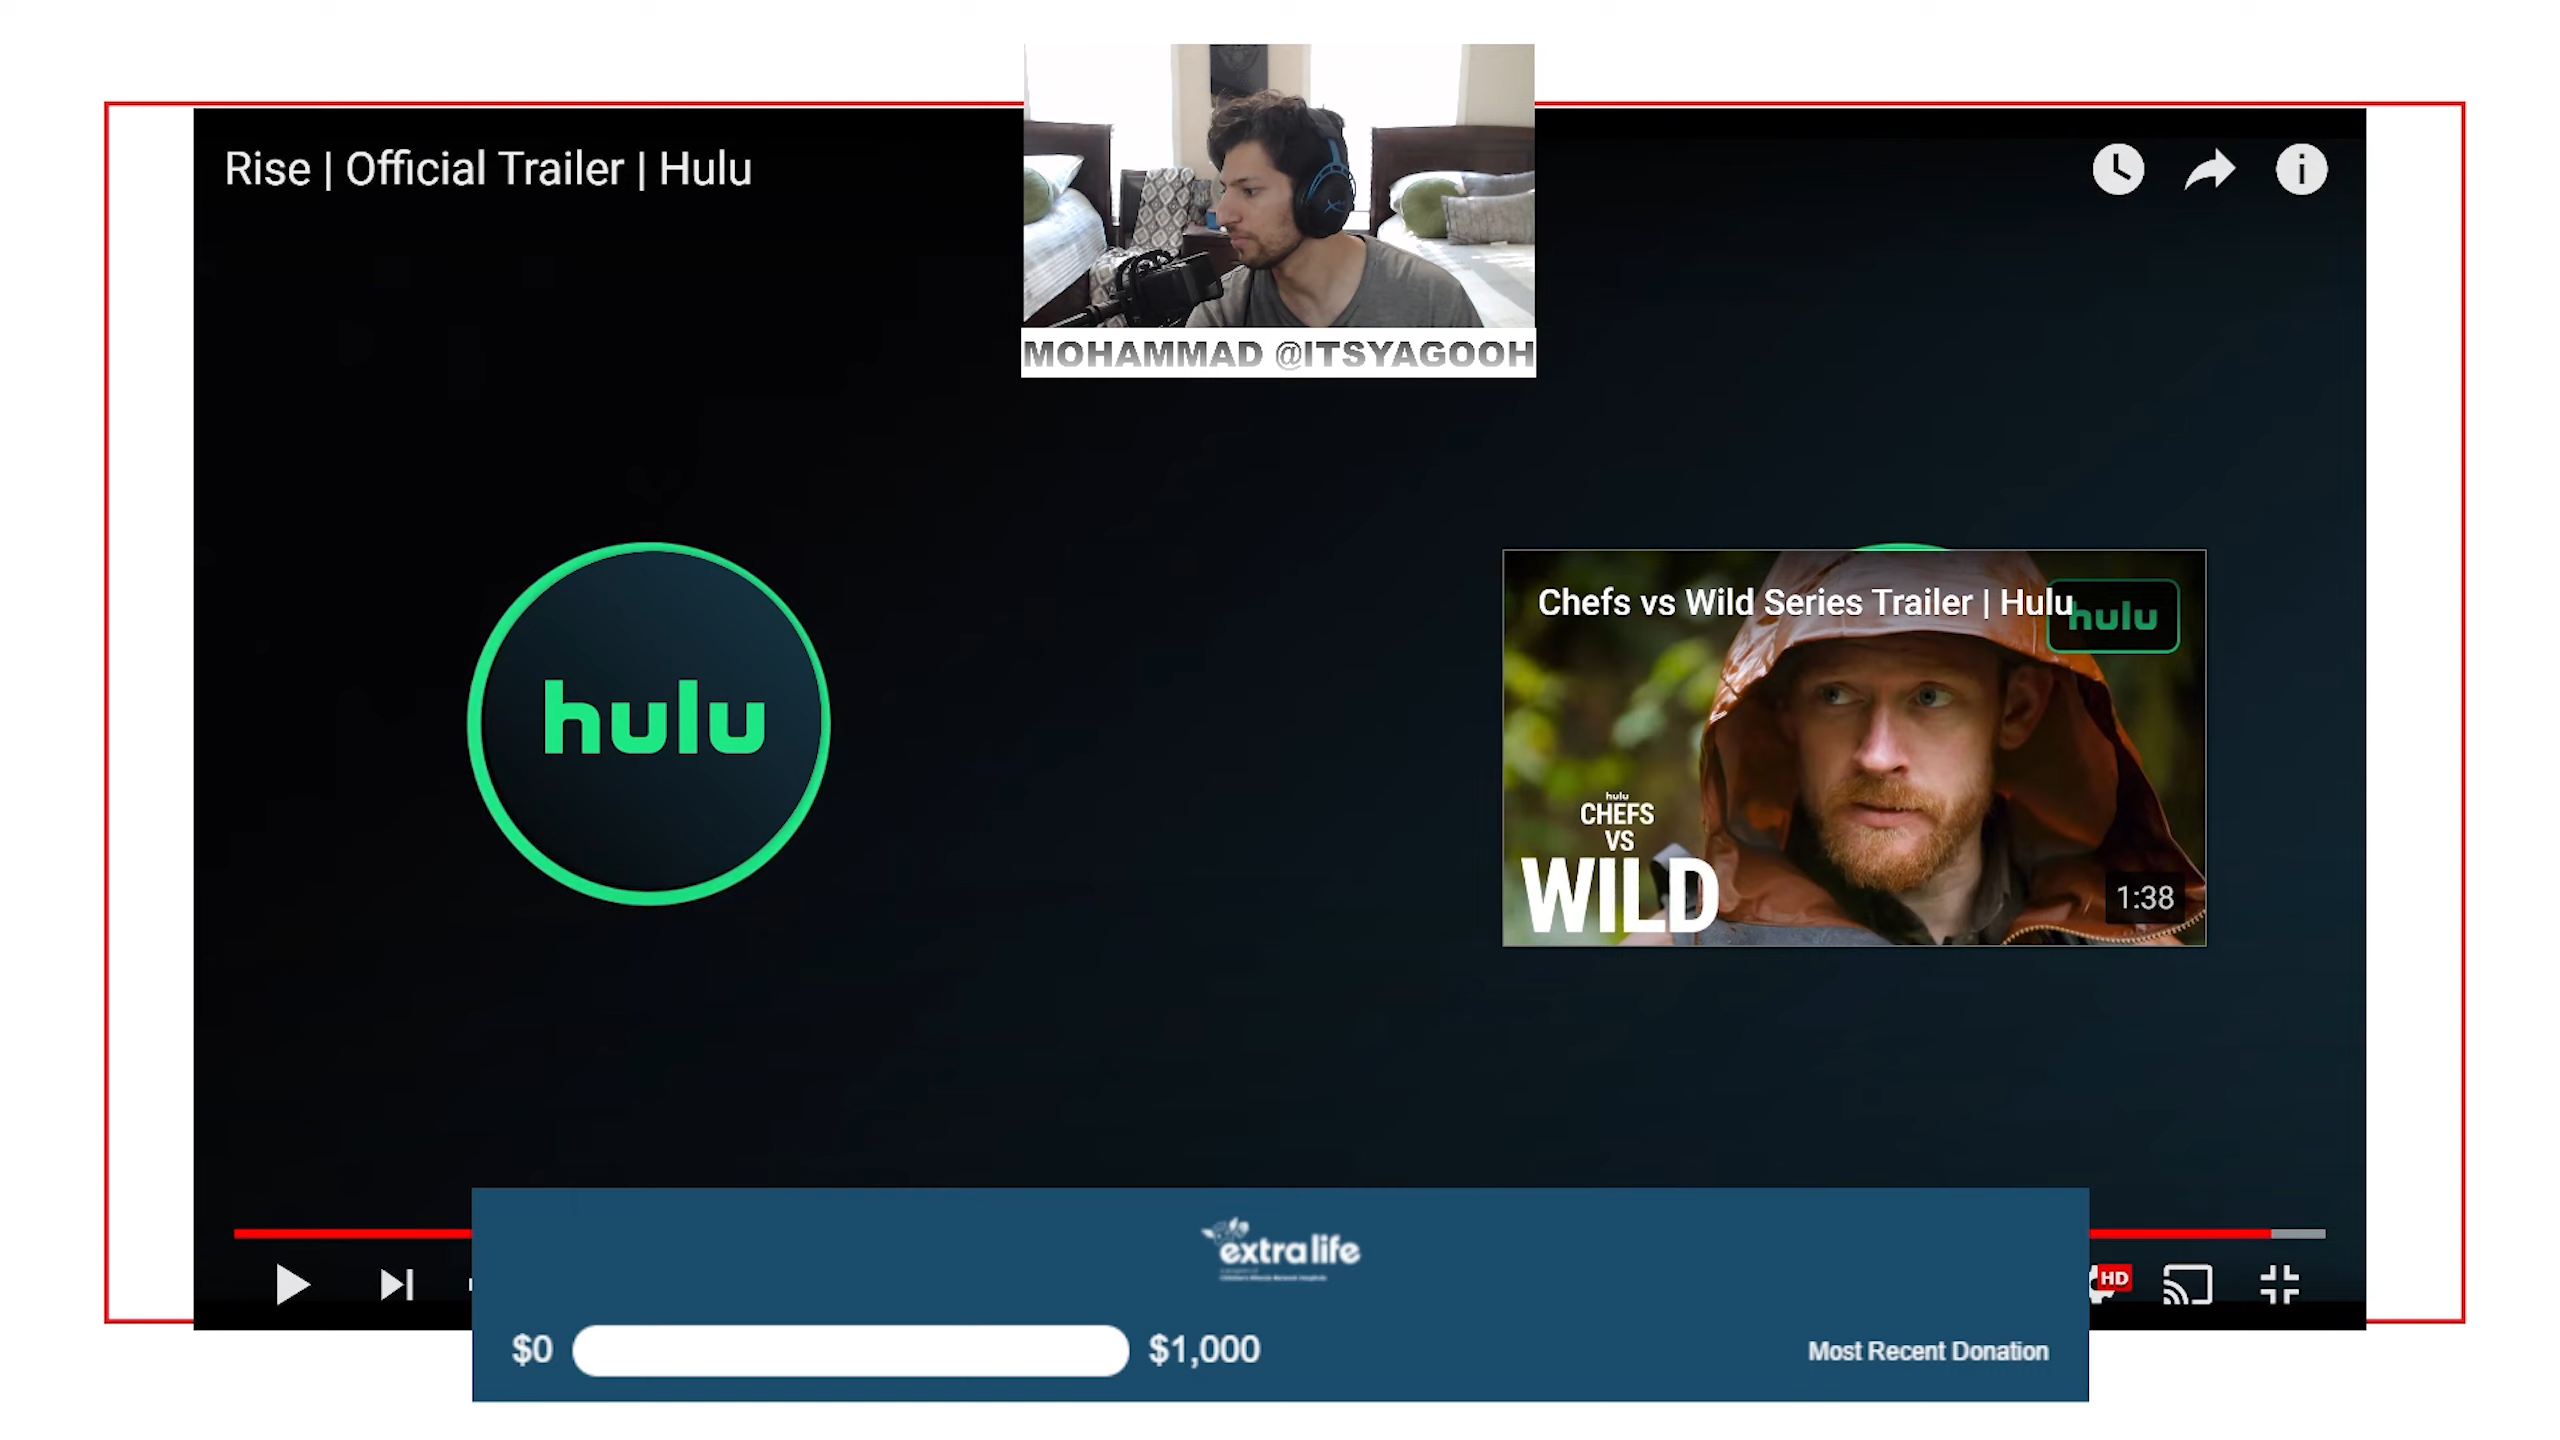 Rise | Official Trailer | Hulu
MOHAMMAD @ITSYAGOOH
hulu
Chefs vs Wild Series Trailer | Hulu
hulu
hulu
CHEFS
VS
WILD
1:38
HD
extra life
$0
$1,000
Most Recent Donation